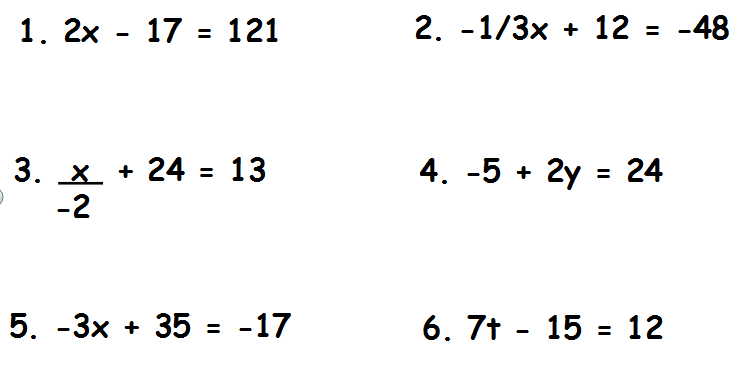 1. 2x - 17 = 121
2. -1/3x + 12 = -48
3. x + 24 = 13
-2
4. -5 + 2y = 24
5. -3x + 35 = -17
6. 7t - 15 = 12